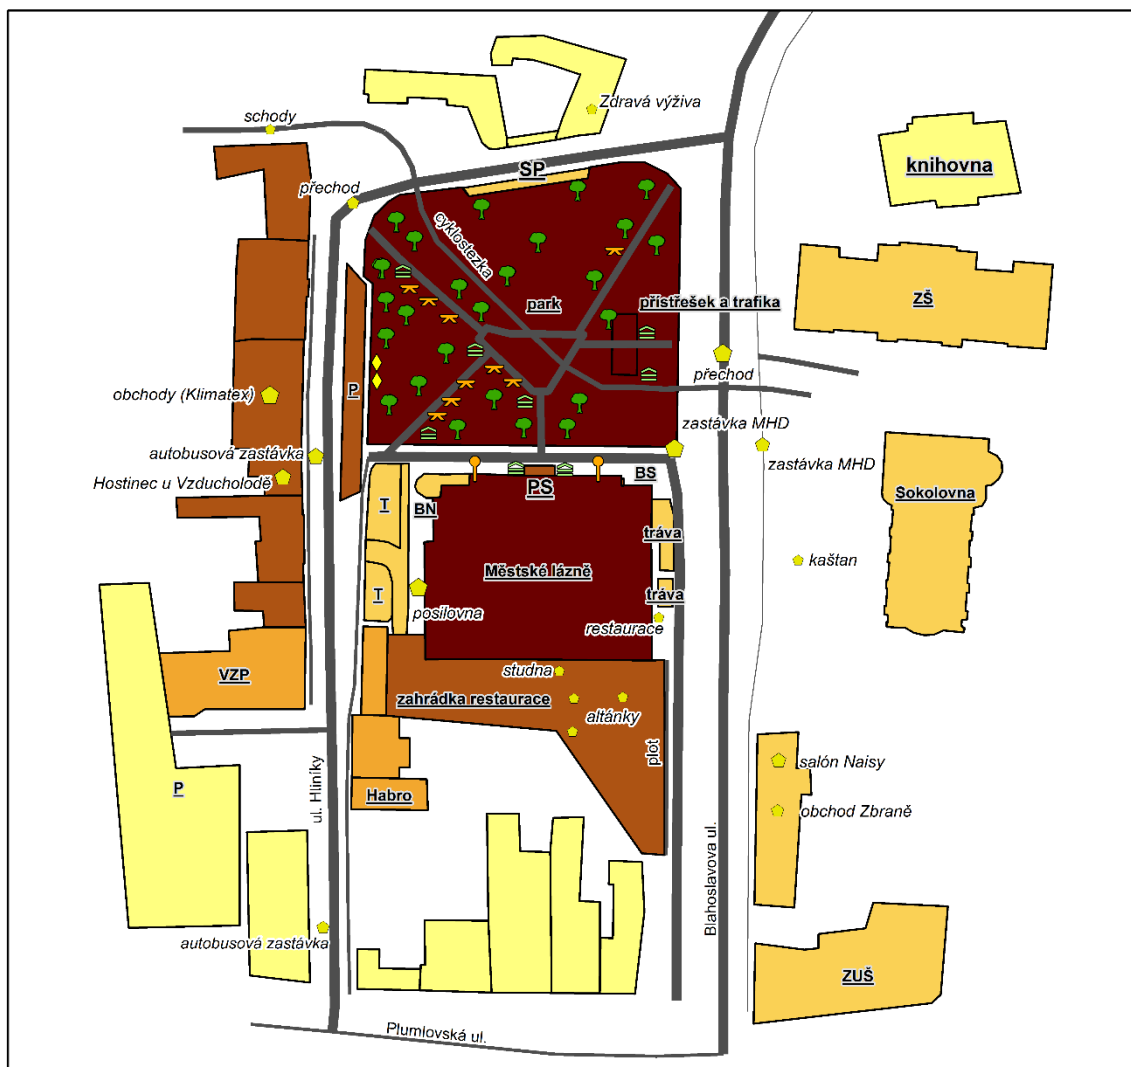 Zdravá výživa
schody
SP
knihovna
přechod
cyklostezka
ZŠ
park
přístřešek a trafika
přechod
P
obchody (Klimatex)
zastávka MHD
autobusová zastávka
zastávka MHD
Hostinec u Vzducholodě
BS
PS
Sokolovna
T
BN
tráva
kaštan
Městské lázně
T
tráva
posilovna
restaurace
studna
VZP
zahrádka restaurace
altánky
plot
salón Naisy
P
ul. Hliníky
Habro
obchod Zbraně
Blahoslavova ul.
autobusová zastávka
ZUŠ
Plumlovská ul.